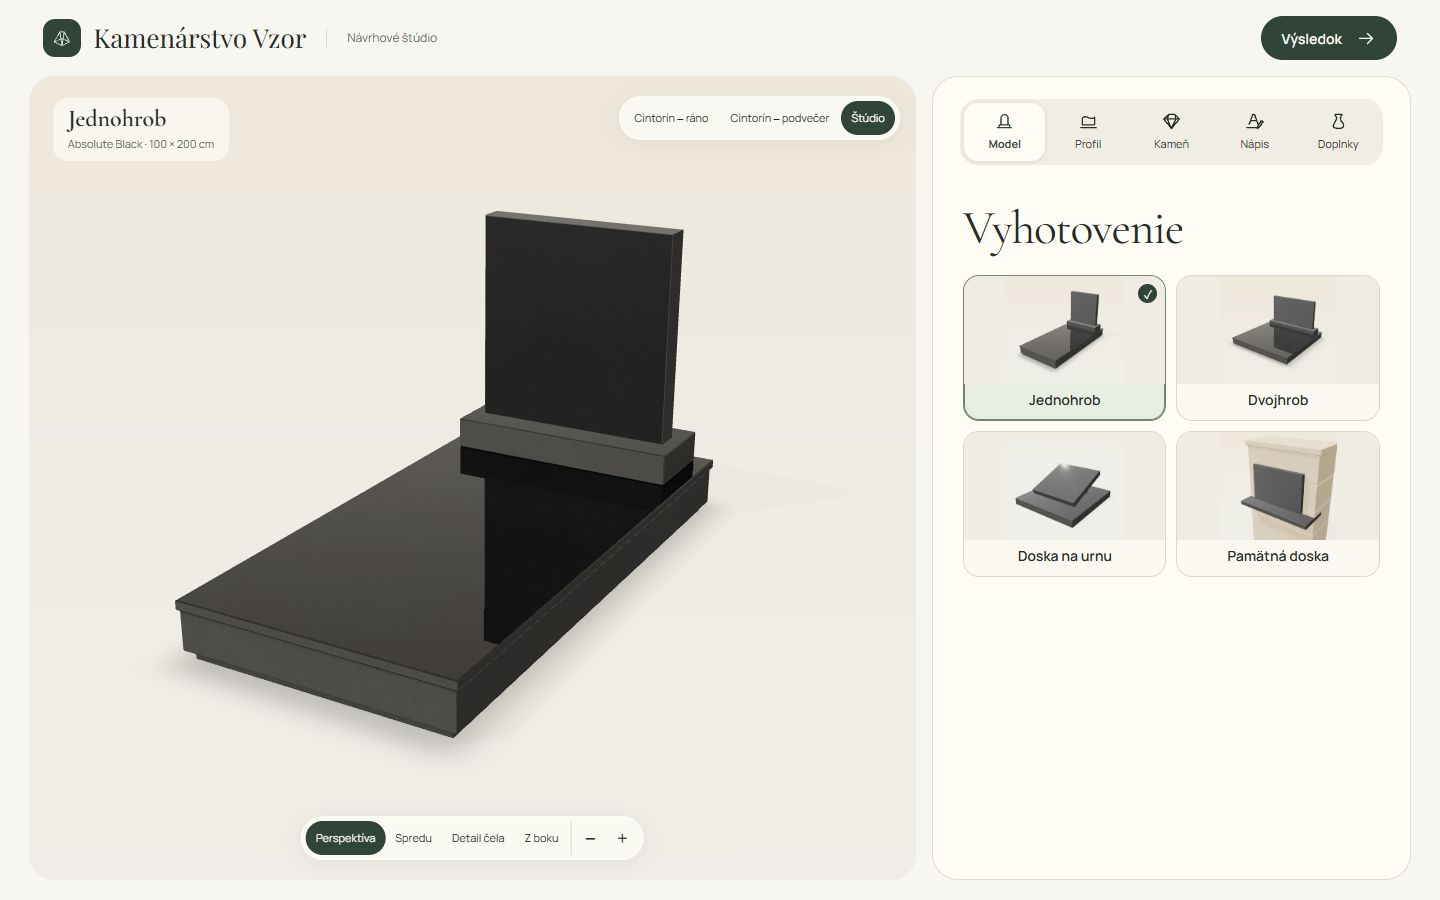 Kamenárstvo Vzor
Návrhové štúdio
Výsledok
Jednohrob
Absolute Black · 100 × 200 cm
Cintorín – ráno
Cintorín – podvečer
Štúdio
Perspektíva
Spredu
Detail čela
Z boku
Model
Profil
Kameň
Nápis
Doplnky
Vyhotovenie
Jednohrob
Dvojhrob
Doska na urnu
Pamätná doska